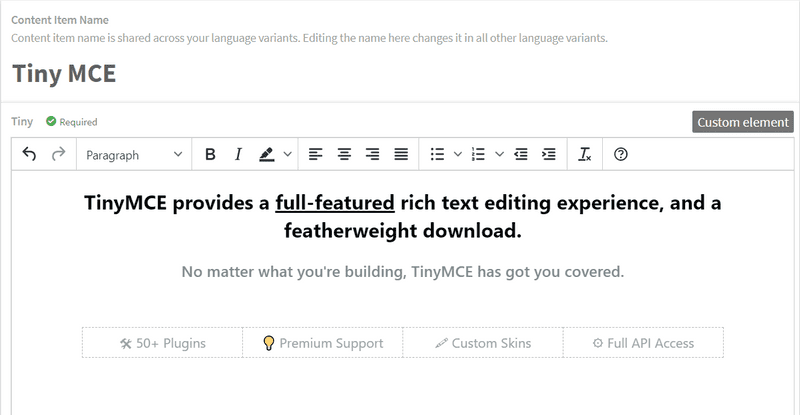 Content Item Name
Content item name is shared across your language variants. Editing the name here changes it in all other language variants.
Tiny MCE
Tiny Required Custom element
Paragraph B I
TinyMCE provides a full-featured rich text editing experience, and a
featherweight download.
No matter what you're building, TinyMCE has got you covered.
🛠 50+ Plugins 💡 Premium Support 🖍 Custom Skins ⚙ Full API Access